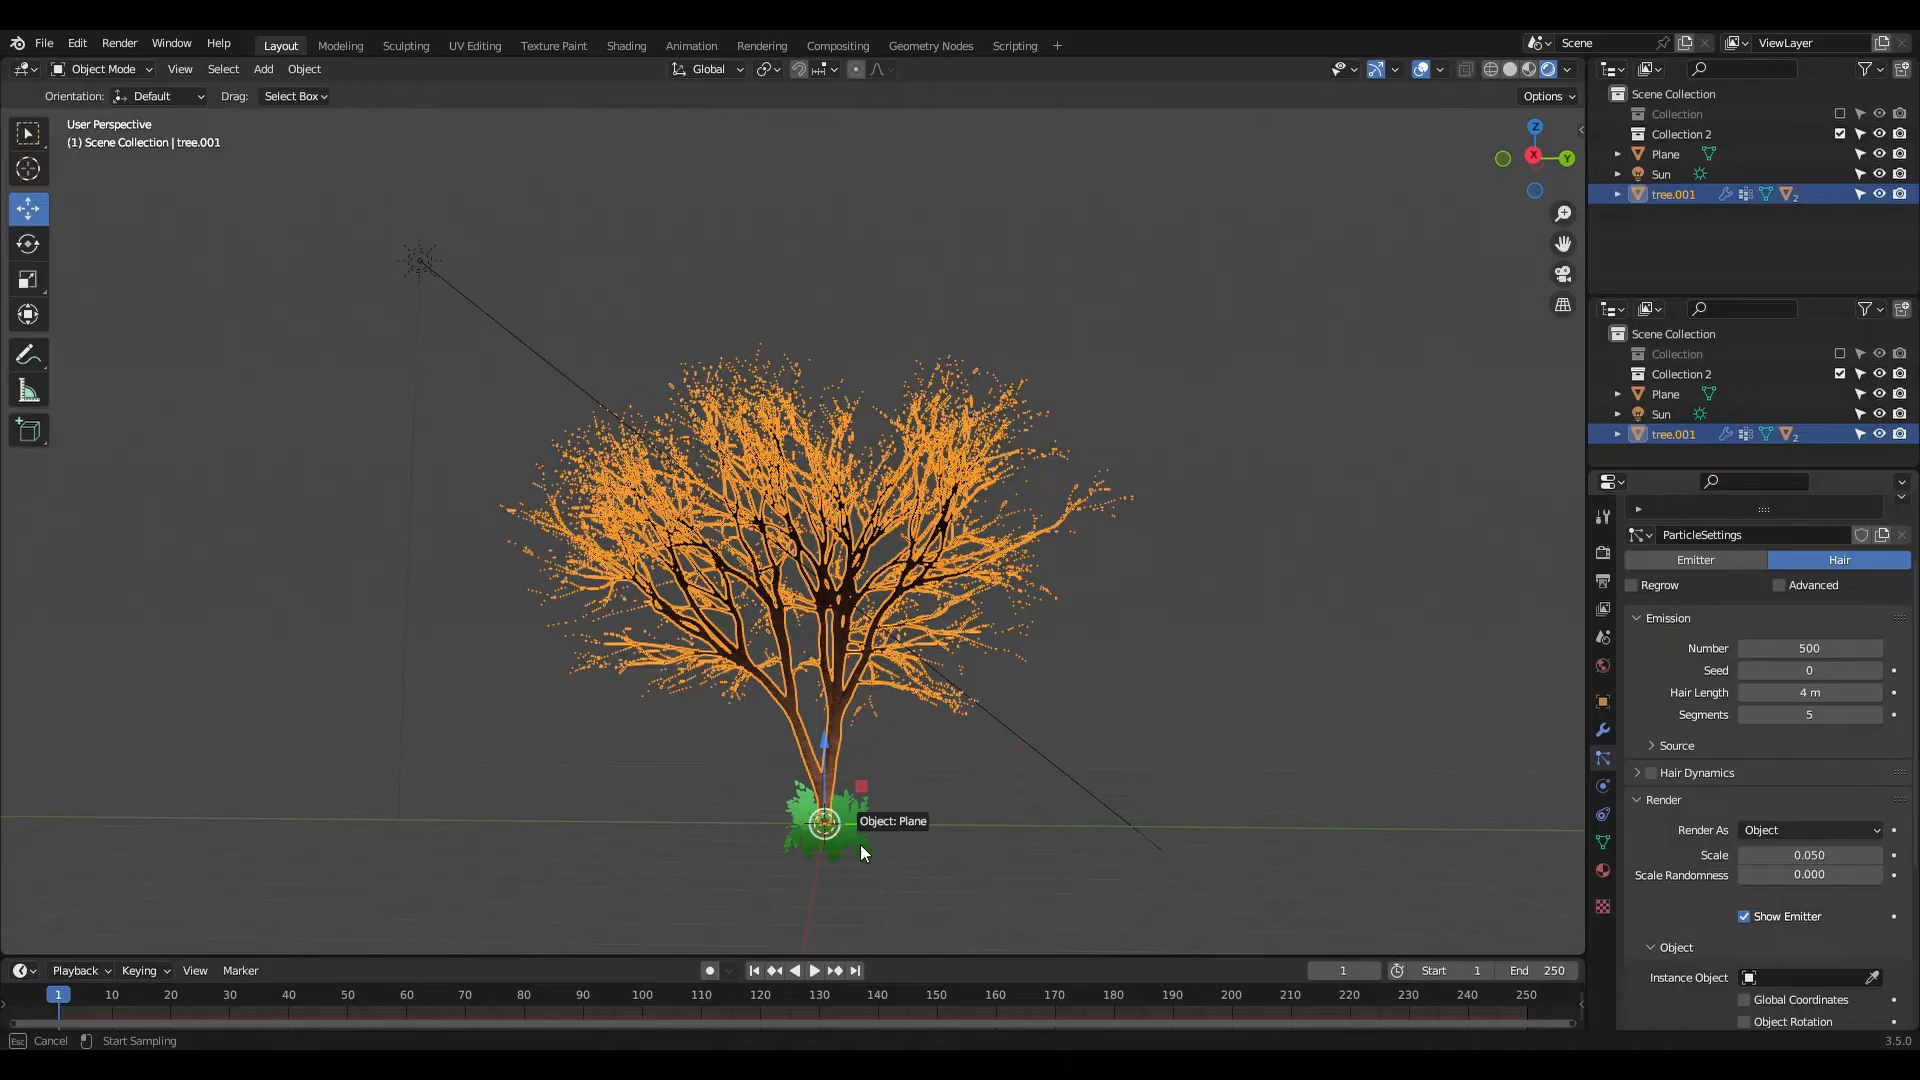 File Edit Render Window Help Layout Modeling Sculpting UV Editing Texture Paint Shading Animation Rendering Compositing Geometry Nodes Scripting + Scene ViewLayer
Object Mode View Select Add Object Global
Orientation: Default Drag: Select Box Options
User Perspective
(1) Scene Collection | tree.001
Z
X
Y
Object: Plane
Scene Collection
Collection
Collection 2
Plane
Sun
tree.001 2
Scene Collection
Collection
Collection 2
Plane
Sun
tree.001 2
ParticleSettings
Emitter Hair
Regrow Advanced
Emission
Number 500
Seed 0
Hair Length 4 m
Segments 5
Source
Hair Dynamics
Render
Render As Object
Scale 0.050
Scale Randomness 0.000
Show Emitter
Object
Instance Object
Global Coordinates
Object Rotation
Playback Keying View Marker 1 Start 1 End 250
1 10 20 30 40 50 60 70 80 90 100 110 120 130 140 150 160 170 180 190 200 210 220 230 240 250
Esc Cancel Start Sampling 3.5.0